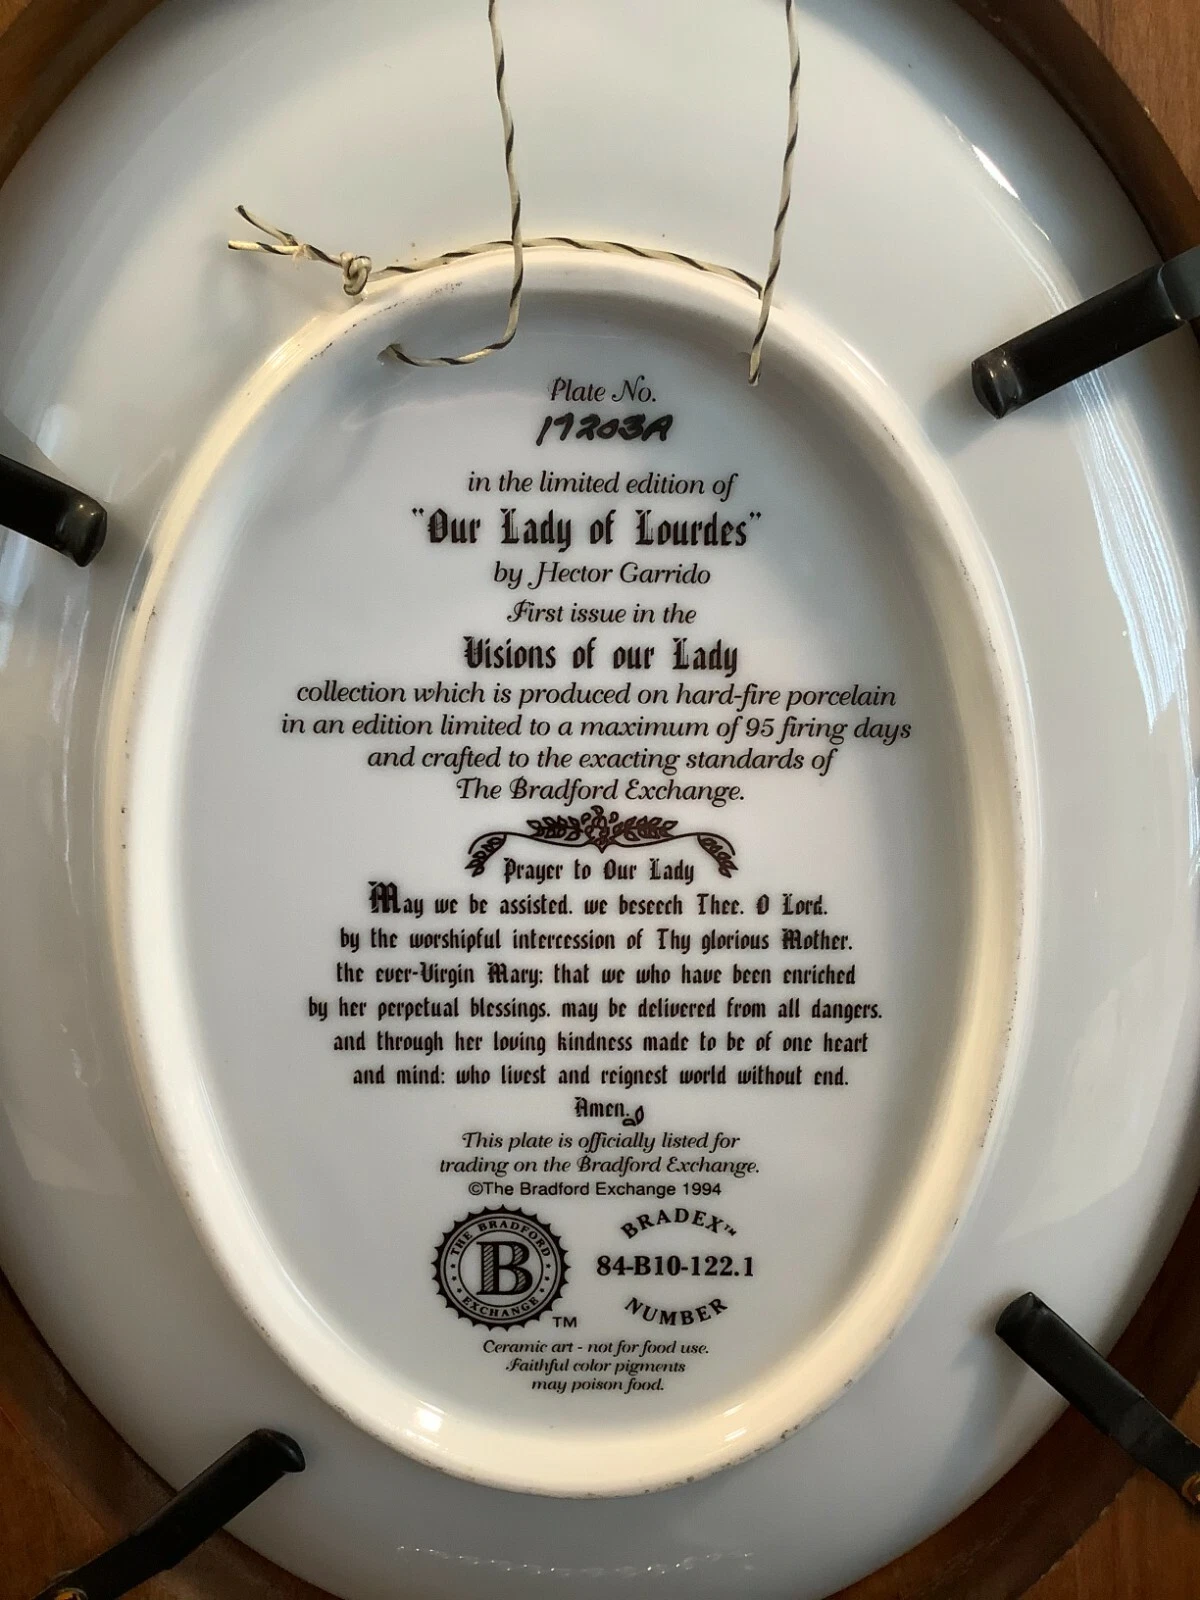 Plate No.
17203A
in the limited edition of
"Our Lady of Lourdes"
by Hector Garrido
First issue in the
Visions of our Lady
collection which is produced on hard-fire porcelain
in an edition limited to a maximum of 95 firing days
and crafted to the exacting standards of
The Bradford Exchange.
Prayer to Our Lady
May we be assisted. we beseech Thee. O Lord.
by the worshipful intercession of Thy glorious Mother.
the ever-Virgin Mary: that we who have been enriched
by her perpetual blessings. may be delivered from all dangers.
and through her loving kindness made to be of one heart
and mind: who livest and reignest world without end.
Amen.
This plate is officially listed for
trading on the Bradford Exchange.
©The Bradford Exchange 1994
THE BRADFORD
B
EXCHANGE
TM
BRADEX™
84-B10-122.1
NUMBER
Ceramic art - not for food use.
Faithful color pigments
may poison food.